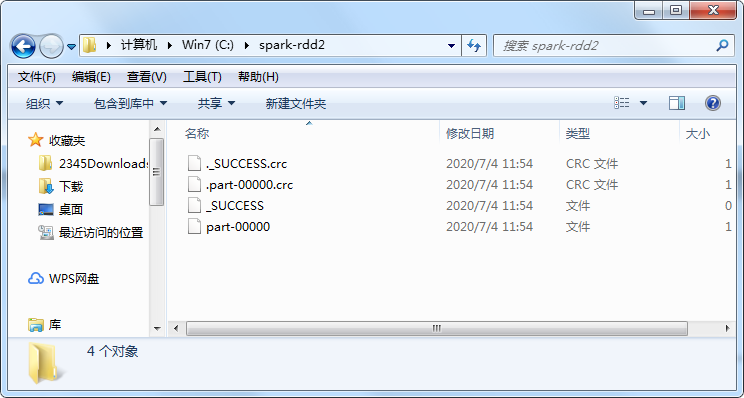 计算机 Win7 (C:) spark-rdd2 搜索 spark-rdd2
文件(F) 编辑(E) 查看(V) 工具(T) 帮助(H)
组织 包含到库中 共享 新建文件夹
收藏夹
2345Downloads
下载
桌面
最近访问的位置
WPS网盘
库
名称 修改日期 类型 大小
._SUCCESS.crc 2020/7/4 11:54 CRC 文件 1
.part-00000.crc 2020/7/4 11:54 CRC 文件 1
_SUCCESS 2020/7/4 11:54 文件 0
part-00000 2020/7/4 11:54 文件 1
4 个对象